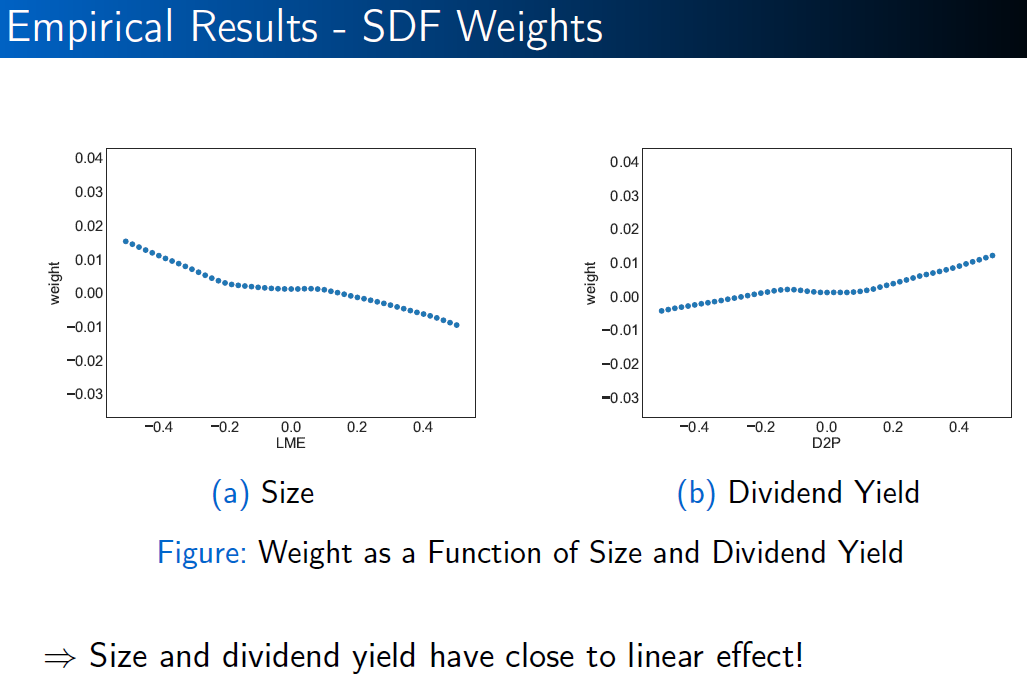 Empirical Results - SDF Weights
0.04
0.03
0.02
0.01
0.00
−0.01
−0.02
−0.03
weight
−0.4 −0.2 0.0 0.2 0.4
LME
0.04
0.03
0.02
0.01
0.00
−0.01
−0.02
−0.03
weight
−0.4 −0.2 0.0 0.2 0.4
D2P
(a) Size
(b) Dividend Yield
Figure: Weight as a Function of Size and Dividend Yield
⇒ Size and dividend yield have close to linear effect!